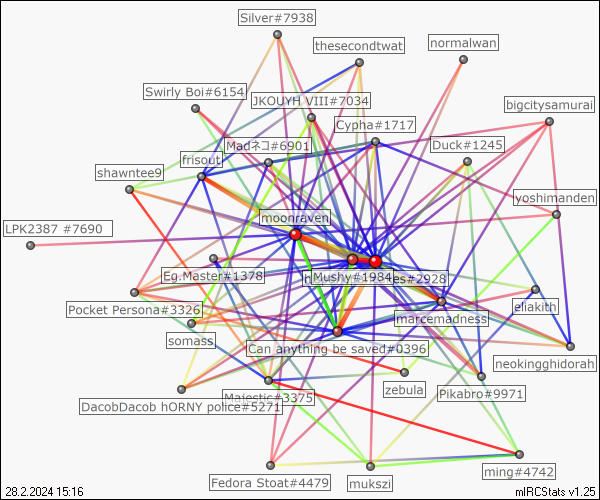 Silver#7938
thesecondtwat
normalwan
Swirly Boi#6154
JKOUYH VIII#7034
bigcitysamurai
Cypha#1717
Madネコ#6901
Duck#1245
frisout
shawntee9
yoshimanden
moonraven
LPK2387 #7690
Eg.Master#1378
Mushy#1984
es#2928
eliakith
Pocket Persona#3326
marcemadness
somass
Can anything be saved#0396
neokingghidorah
zebula
Pikabro#9971
Majestic#3375
DacobDacob hORNY police#5271
ming#4742
Fedora Stoat#4479
mukszi
28.2.2024 15:16
mIRCStats v1.25